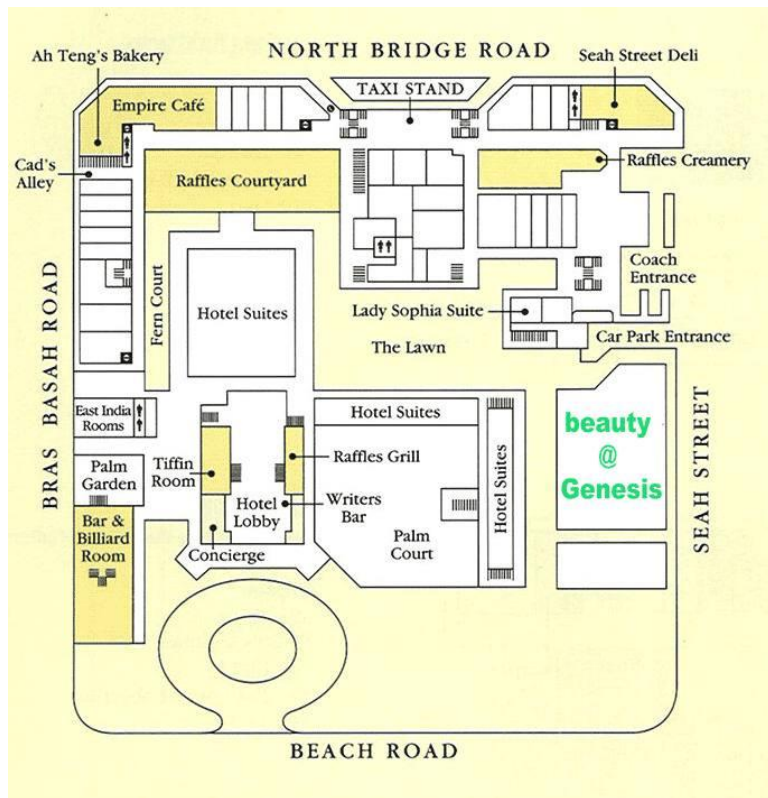 NORTH BRIDGE ROAD
Ah Teng's Bakery
Seah Street Deli
TAXI STAND
Empire Café
Cad's
Alley
Raffles Courtyard
Raffles Creamery
BRAS BASAH ROAD
Fern Court
Hotel Suites
Lady Sophia Suite
The Lawn
Coach
Entrance
Car Park Entrance
SEAH STREET
East India
Rooms
Hotel Suites
beauty
@
Genesis
Palm
Garden
Tiffin
Room
Raffles Grill
Hotel Suites
Hotel
Lobby
Writers
Bar
Palm
Court
Bar &
Billiard
Room
Concierge
BEACH ROAD